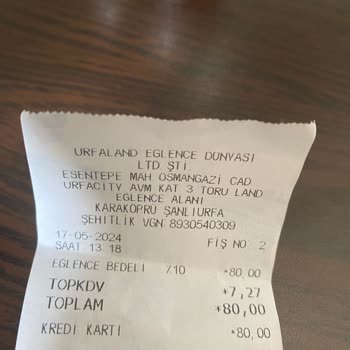 URFALAND EGLENCE DUNYASI
LTD ŞTİ.
ESENTEPE MAH OSMANGAZİ CAD
URFACITY AVM KAT 3 TORU LAND
EGLENCE ALANI
KARAKOPRU ŞANLIURFA
ŞEHİTLİK VGN:8930540309
17-05-2024 FİŞ NO. 2
SAAT 13 18
EGLENCE BEDELİ /10 *80,00
TOPKDV *7,27
TOPLAM *80,00
KREDİ KARTI *80,00